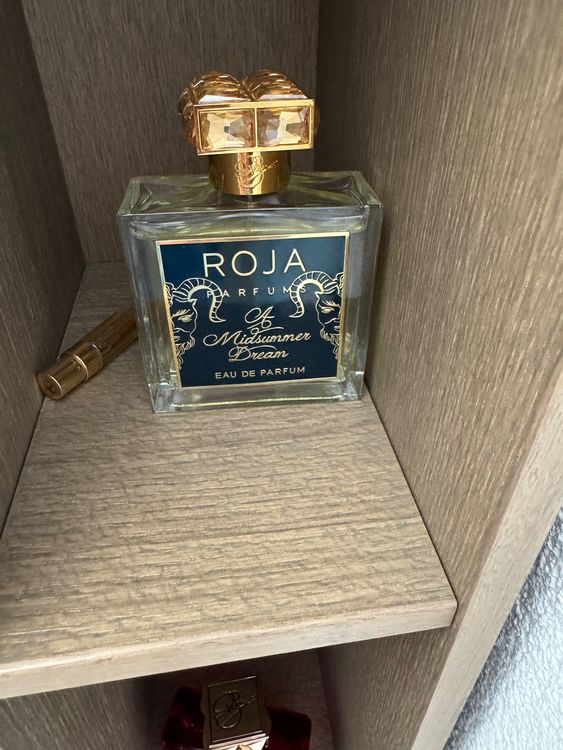 ROJA
PARFUMS
A
Midsummer
Dream
EAU DE PARFUM